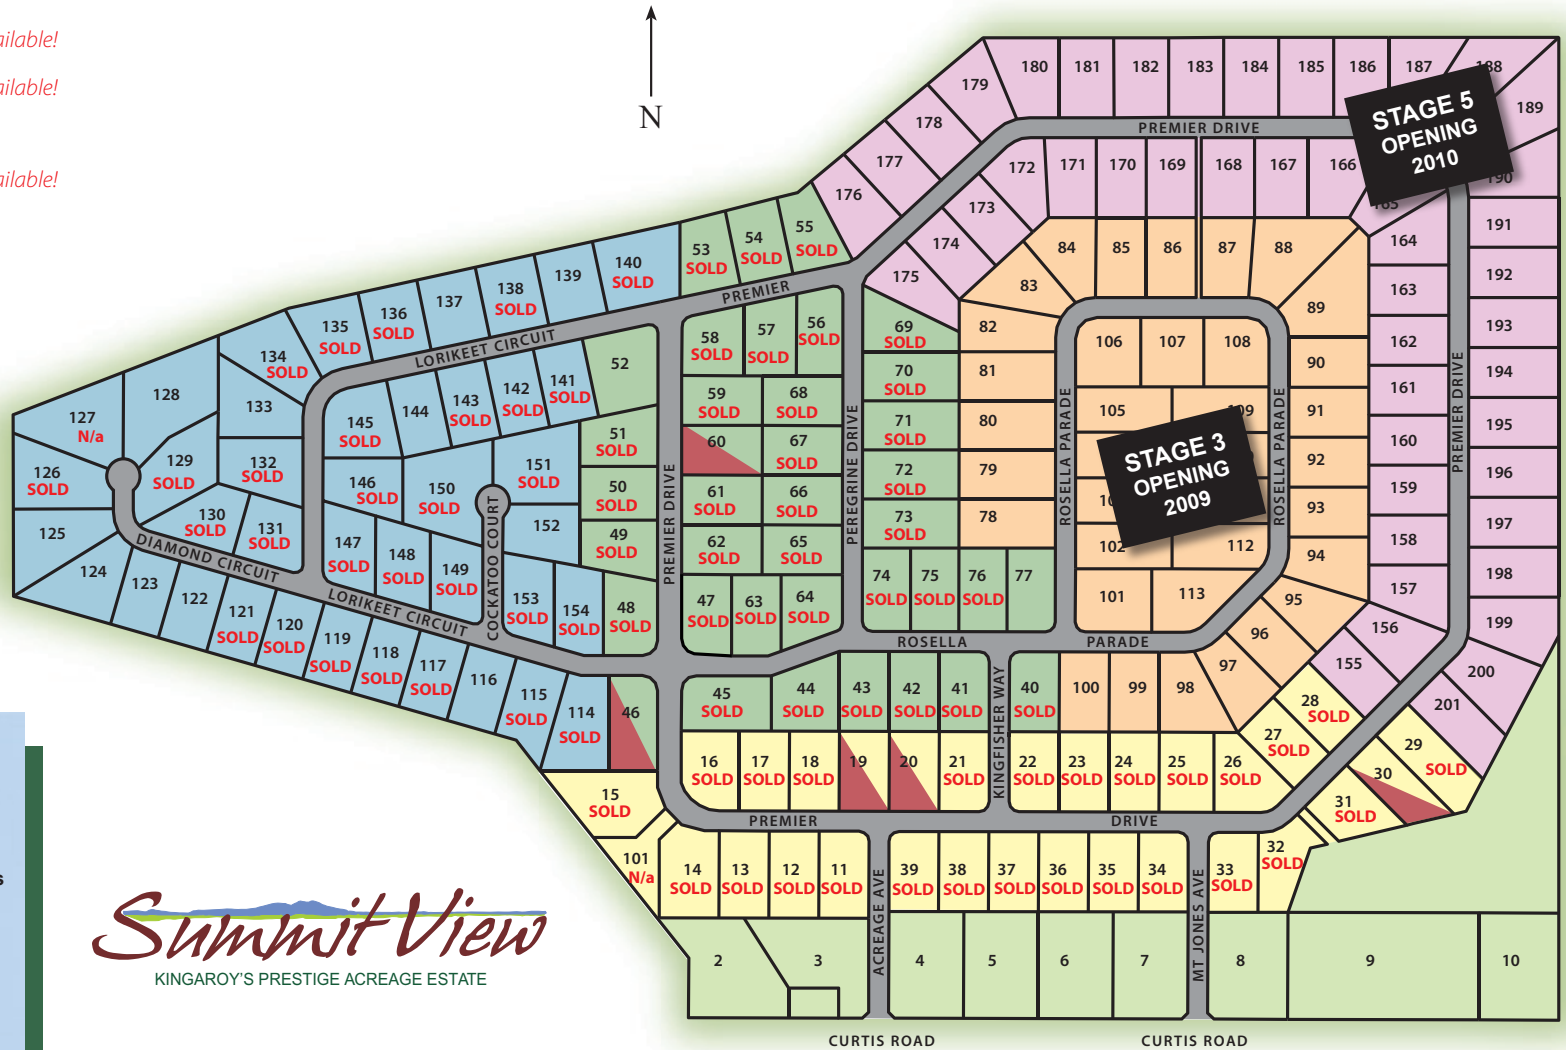 ailable!
ailable!
ailable!
s
N
180
181
182
183
184
185
186
187
188
189
179
178
177
176
PREMIER DRIVE
STAGE 5
OPENING
2010
190
172
171
170
169
168
167
166
165
173
174
175
191
192
193
194
195
196
197
198
199
200
201
164
163
162
161
160
159
158
157
156
155
PREMIER DRIVE
84
85
86
87
88
83
89
82
81
80
79
78
90
91
92
93
94
95
96
97
98
99
100
106
107
108
105
109
102
112
101
113
STAGE 3
OPENING
2009
ROSELLA PARADE
ROSELLA PARADE
53
SOLD
54
SOLD
55
SOLD
140
SOLD
139
138
SOLD
137
136
SOLD
135
SOLD
134
SOLD
133
132
SOLD
128
127
N/a
126
SOLD
125
124
123
122
129
SOLD
130
SOLD
131
SOLD
121
SOLD
120
SOLD
119
SOLD
118
SOLD
117
SOLD
116
115
SOLD
114
SOLD
46
PREMIER
LORIKEET CIRCUIT
DIAMOND CIRCUIT
LORIKEET CIRCUIT
COCKATOO COURT
145
SOLD
144
143
SOLD
142
SOLD
141
SOLD
52
146
SOLD
150
SOLD
151
SOLD
152
147
SOLD
148
SOLD
149
SOLD
153
SOLD
154
SOLD
51
SOLD
50
SOLD
49
SOLD
48
SOLD
PREMIER DRIVE
58
SOLD
57
SOLD
56
SOLD
59
SOLD
68
SOLD
60
67
SOLD
61
SOLD
66
SOLD
62
SOLD
65
SOLD
47
SOLD
63
SOLD
64
SOLD
PEREGRINE DRIVE
69
SOLD
70
SOLD
71
SOLD
72
SOLD
73
SOLD
74
SOLD
75
SOLD
76
SOLD
77
ROSELLA
PARADE
45
SOLD
44
SOLD
43
SOLD
42
SOLD
41
SOLD
40
SOLD
KINGFISHER WAY
16
SOLD
17
SOLD
18
SOLD
19
20
21
SOLD
22
SOLD
23
SOLD
24
SOLD
25
SOLD
26
SOLD
27
SOLD
28
SOLD
29
SOLD
30
31
SOLD
32
SOLD
33
SOLD
PREMIER
DRIVE
15
SOLD
101
N/a
14
SOLD
13
SOLD
12
SOLD
11
SOLD
39
SOLD
38
SOLD
37
SOLD
36
SOLD
35
SOLD
34
SOLD
ACREAGE AVE
MT JONES AVE
2
3
4
5
6
7
8
9
10
CURTIS ROAD
CURTIS ROAD
Summit View
KINGAROY'S PRESTIGE ACREAGE ESTATE